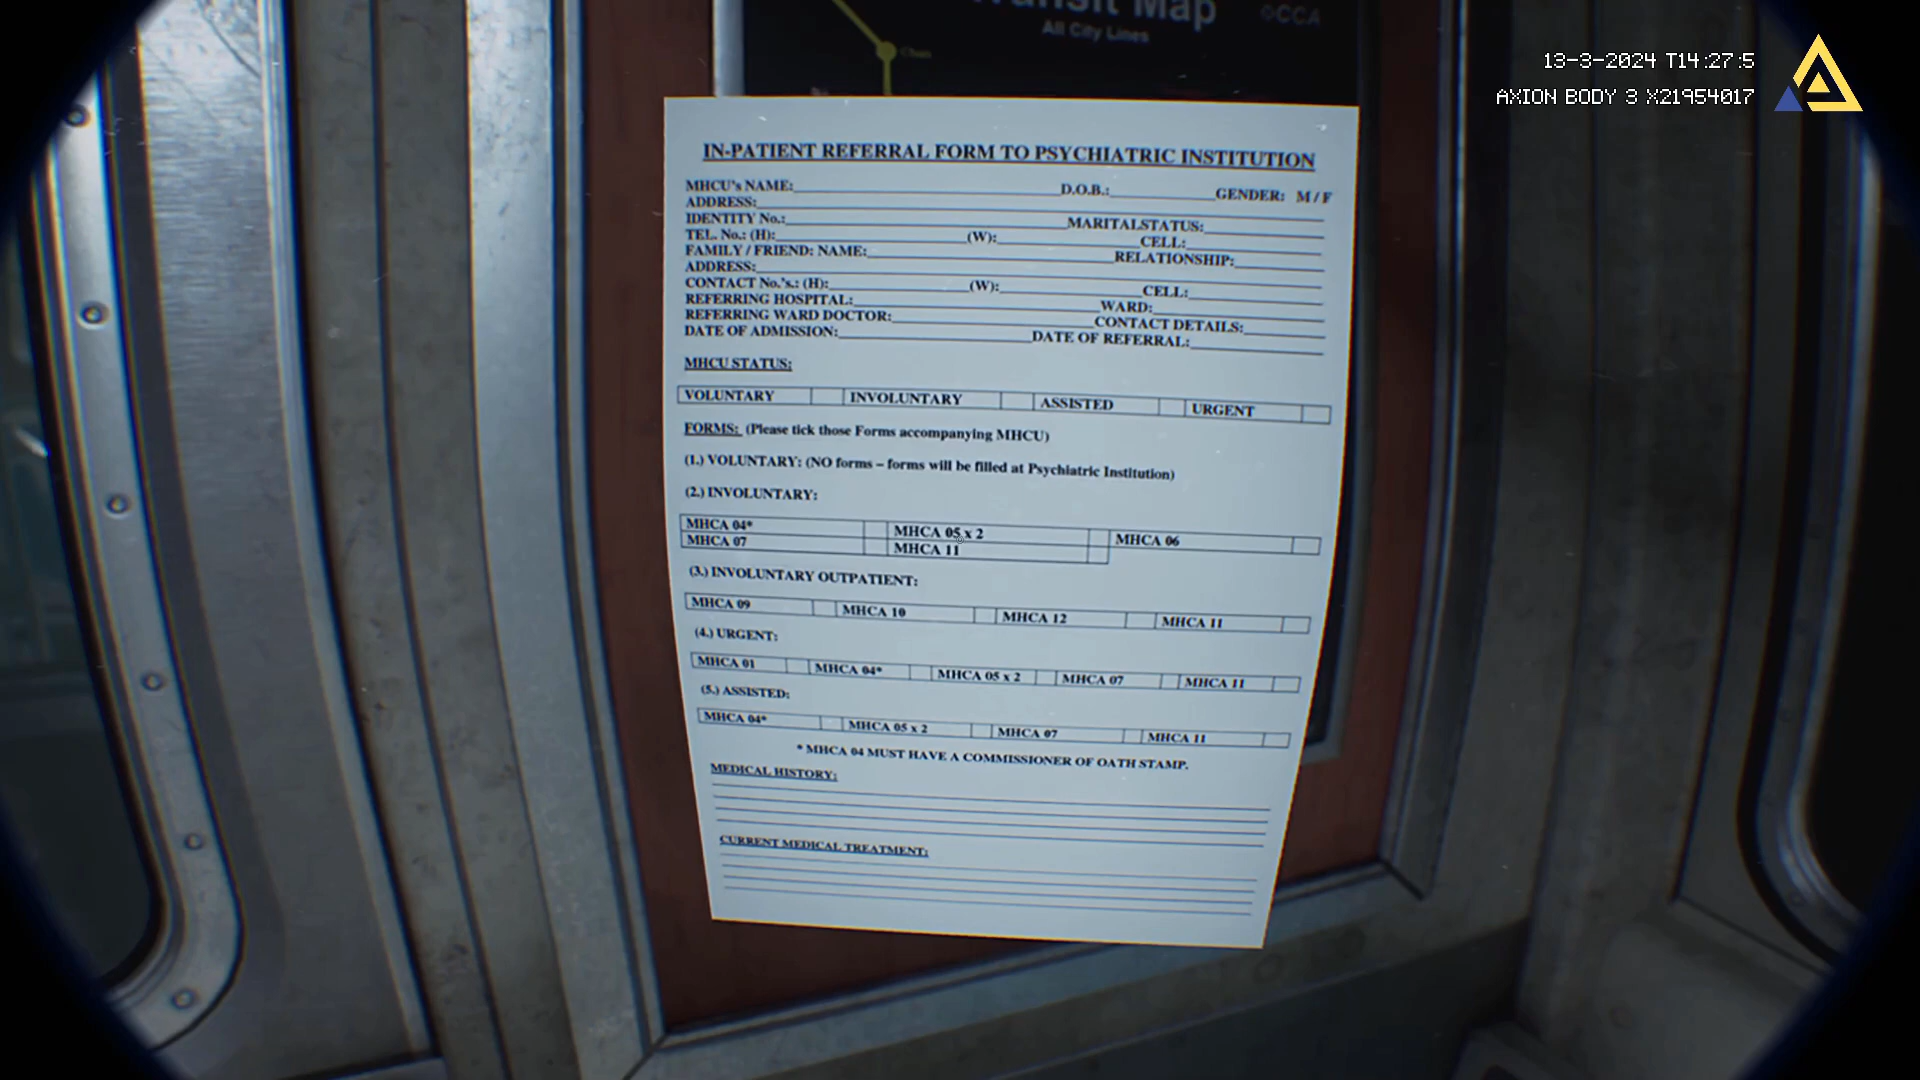 Transit Map
All City Lines
©CCA
Chan
13-3-2024 T14:27:5
AXION BODY 3 X21954017
IN-PATIENT REFERRAL FORM TO PSYCHIATRIC INSTITUTION
MHCU's NAME: D.O.B.: GENDER: M / F
ADDRESS:
IDENTITY No.: MARITALSTATUS:
TEL. No.: (H): (W): CELL:
FAMILY / FRIEND: NAME: RELATIONSHIP:
ADDRESS:
CONTACT No.'s.: (H): (W): CELL:
REFERRING HOSPITAL: WARD:
REFERRING WARD DOCTOR: CONTACT DETAILS:
DATE OF ADMISSION: DATE OF REFERRAL:
MHCU STATUS:
VOLUNTARY INVOLUNTARY ASSISTED URGENT
FORMS: (Please tick those Forms accompanying MHCU)
(1.) VOLUNTARY: (NO forms – forms will be filled at Psychiatric Institution)
(2.) INVOLUNTARY:
MHCA 04* MHCA 05 x 2 MHCA 06
MHCA 07 MHCA 11
(3.) INVOLUNTARY OUTPATIENT:
MHCA 09 MHCA 10 MHCA 12 MHCA 11
(4.) URGENT:
MHCA 01 MHCA 04* MHCA 05 x 2 MHCA 07 MHCA 11
(5.) ASSISTED:
MHCA 04* MHCA 05 x 2 MHCA 07 MHCA 11
* MHCA 04 MUST HAVE A COMMISSIONER OF OATH STAMP.
MEDICAL HISTORY:
CURRENT MEDICAL TREATMENT: